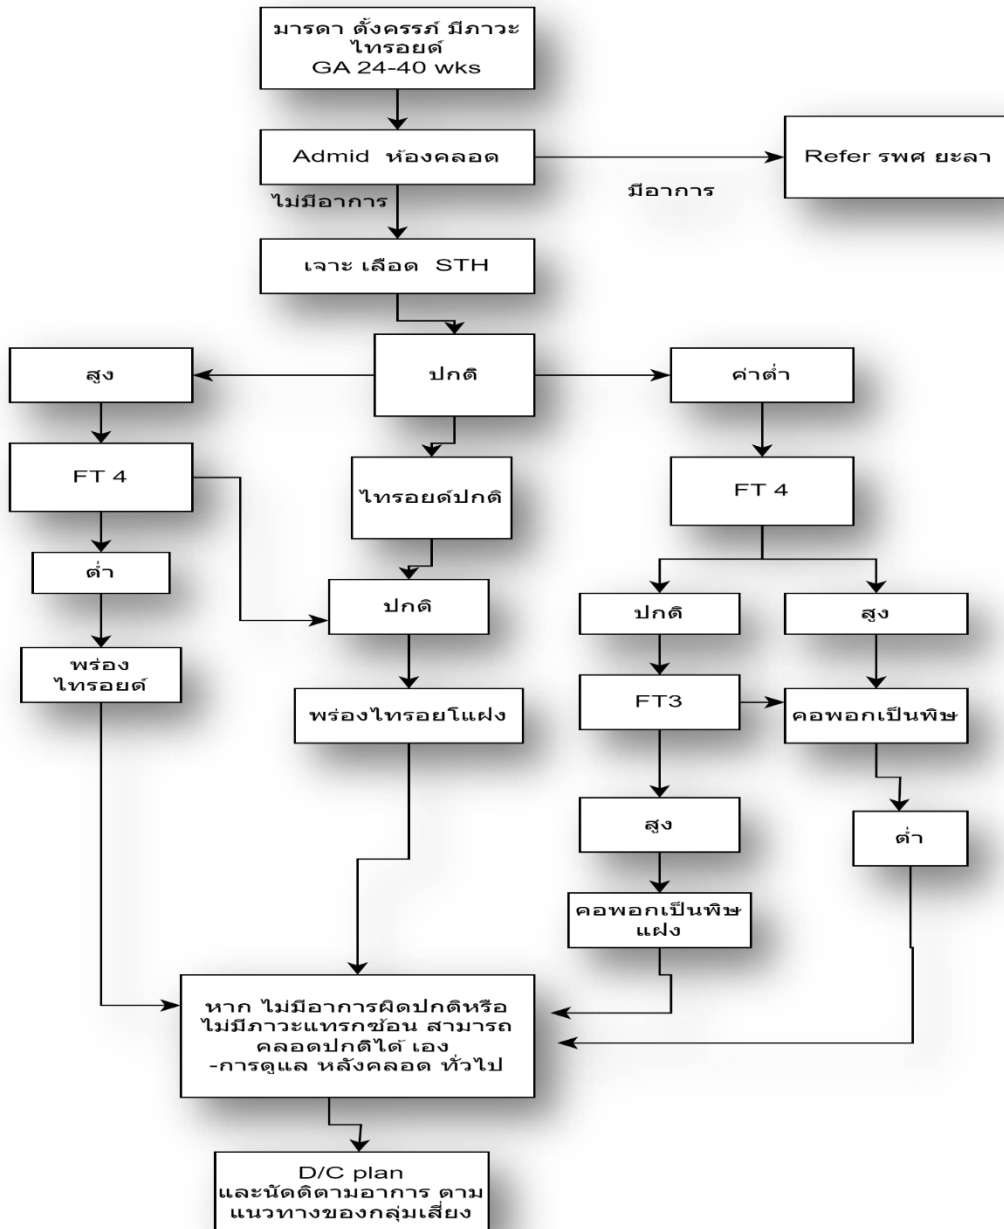 มารดา ตั้งครรภ์ มีภาวะ
ไทรอยด์
GA 24-40 wks
Admid ห้องคลอด
Refer รพศ ยะลา
ไม่มีอาการ
มีอาการ
เจาะ เลือด STH
สูง
ปกติ
ค่าต่ำ
FT 4
ไทรอยด์ปกติ
FT 4
ต่ำ
ปกติ
ปกติ
สูง
พร่อง
ไทรอยด์
พร่องไทรอยโแฝง
FT3
คอพอกเป็นพิษ
สูง
ต่ำ
คอพอกเป็นพิษ
แฝง
หาก ไม่มีอาการผิดปกติหรือ
ไม่มีภาวะแทรกซ้อน สามารถ
คลอดปกติได้ เอง
-การดูแล หลังคลอด ทั่วไป
D/C plan
และนัดติตามอาการ ตาม
แนวทางของกลุ่มเสี่ยง